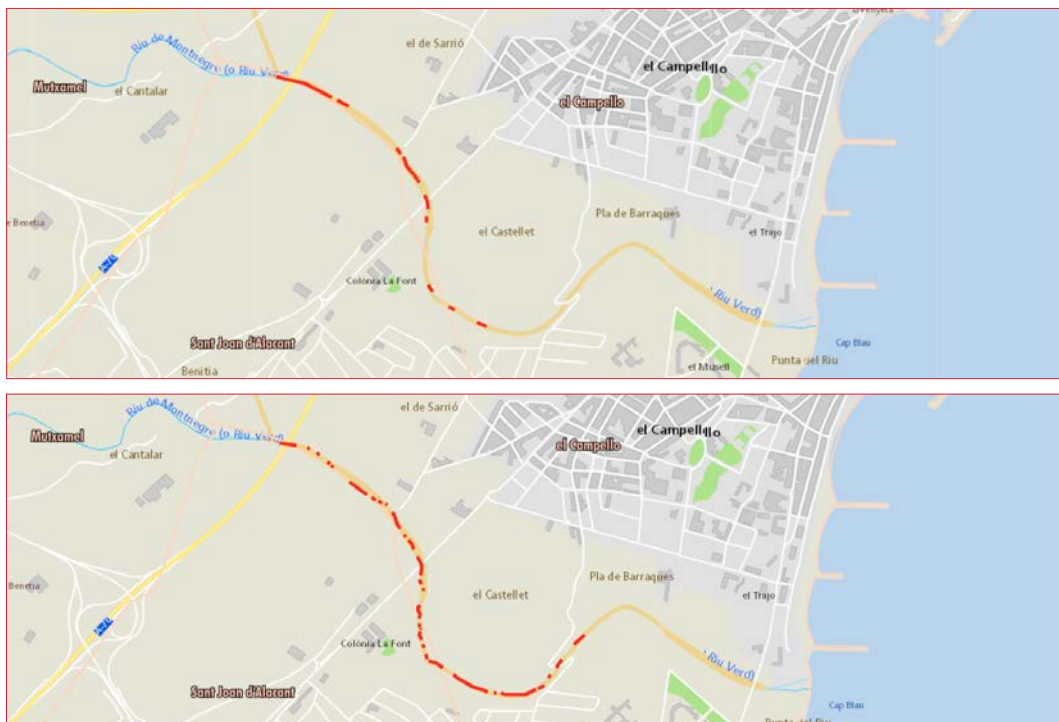 el de Sarrió
Riu de Montnegre (o Riu Verd)
el Campello
Mutxamel
el Cantalar
el Campello
Pla de Barraques
el Castellet
el Trajo
Colònia La Font
Riu Verd)
Sant Joan d'Alacant
Cap Blau
Punta del Riu
el Musell
Benitia
el de Sarrió
Riu de Montnegre (o Riu Verd)
el Campello
Mutxamel
el Campello
el Cantalar
Pla de Barraques
Benetia
el Castellet
el Trajo
Colònia La Font
Riu Verd)
Sant Joan d'Alacant
Cap Blau